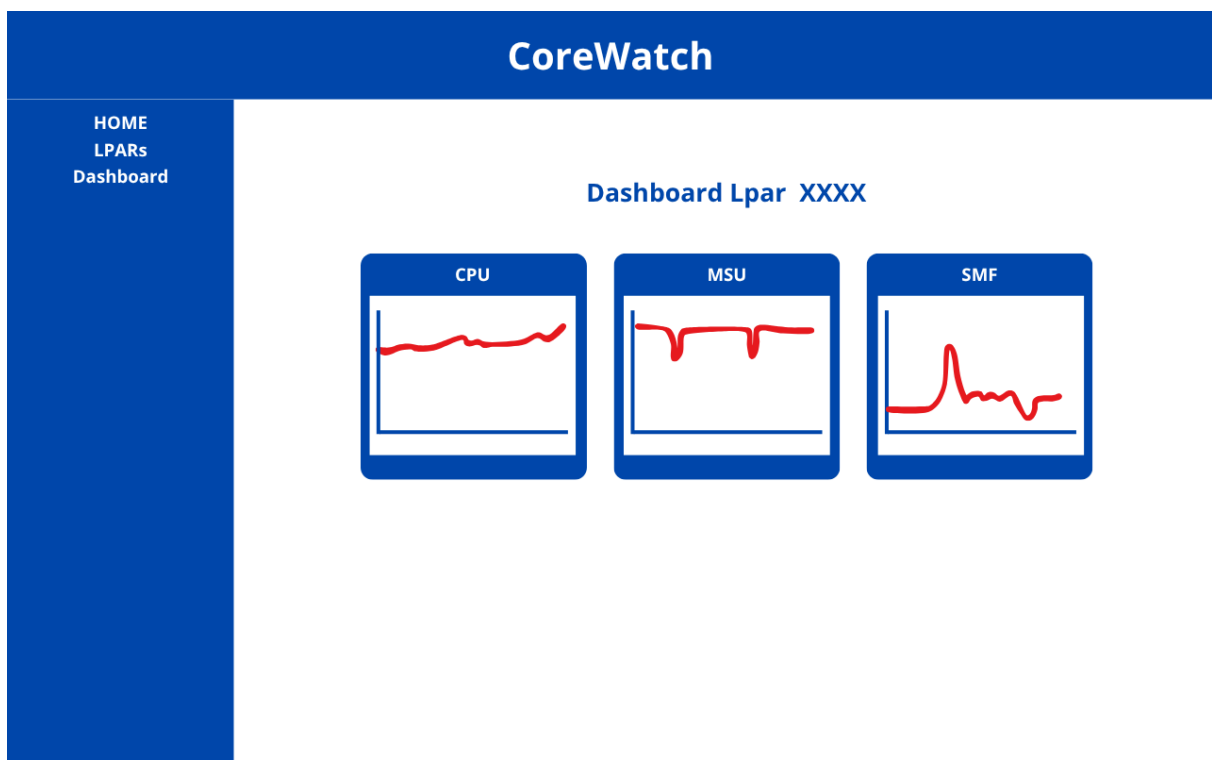 CoreWatch
HOME
LPARs
Dashboard
Dashboard Lpar XXXX
CPU
MSU
SMF